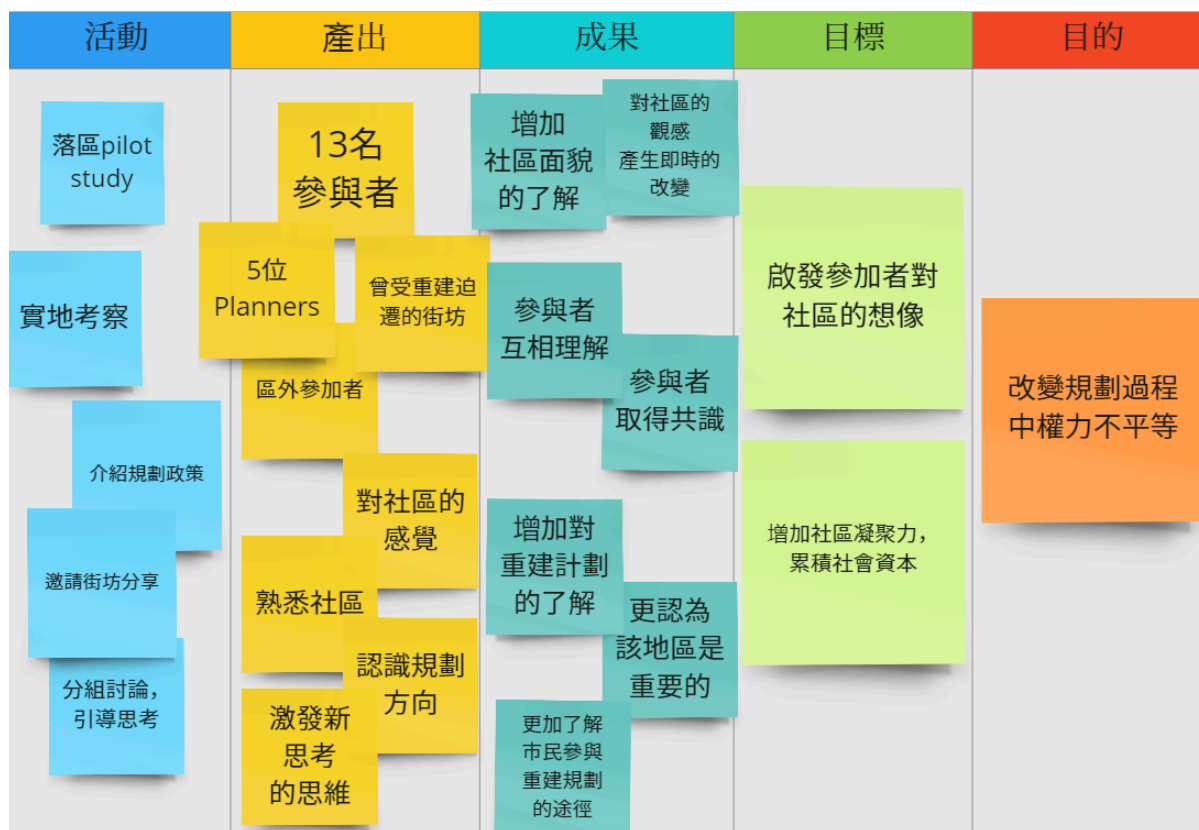 活動
產出
成果
目標
目的
落區pilot
study
實地考察
介紹規劃政策
邀請街坊分享
分組討論，
引導思考
13名
參與者
5位
Planners
曾受重建迫
遷的街坊
區外參加者
對社區的
感覺
熟悉社區
認識規劃
方向
激發新
思考
的思維
增加
社區面貌
的了解
對社區的
觀感
產生即時的
改變
參與者
互相理解
參與者
取得共識
增加對
重建計劃
的了解
更認為
該地區是
重要的
更加了解
市民參與
重建規劃
的途徑
啟發參加者對
社區的想像
增加社區凝聚力，
累積社會資本
改變規劃過程
中權力不平等